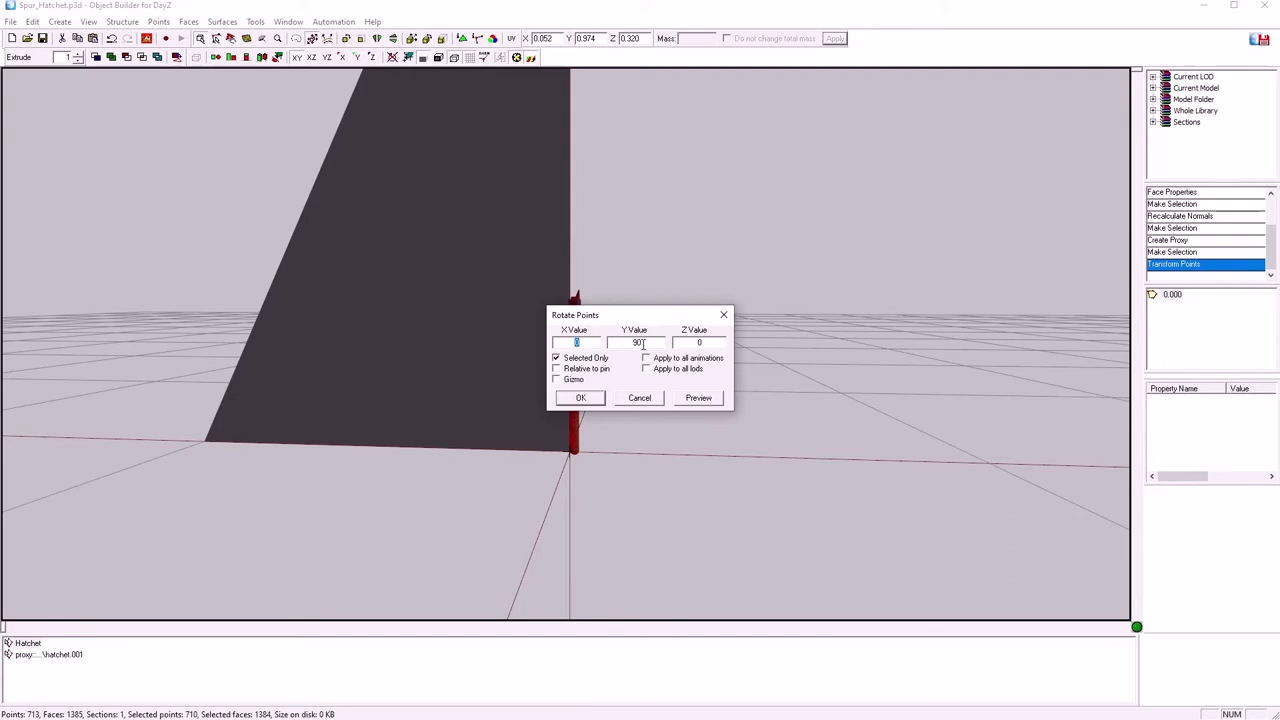 Spur_Hatchet.p3d - Object Builder for DayZ
File Edit Create View Structure Points Faces Surfaces Tools Window Automation Help
UV X 0.052 Y 0.974 Z 0.320 Mass: Do not change total mass Apply
Extrude 1 XY XZ YZ X Y Z
Current LOD
Current Model
Model Folder
Whole Library
Sections
Face Properties
Make Selection
Recalculate Normals
Make Selection
Create Proxy
Make Selection
Transform Points
0.000
Rotate Points
X Value Y Value Z Value
0 90 0
Selected Only Apply to all animations
Relative to pin Apply to all lods
Gizmo
OK Cancel Preview
Property Name Value
Hatchet
proxy:...\hatchet.001
Points: 713, Faces: 1385, Sections: 1, Selected points: 710, Selected faces: 1384, Size on disk: 0 KB
NUM